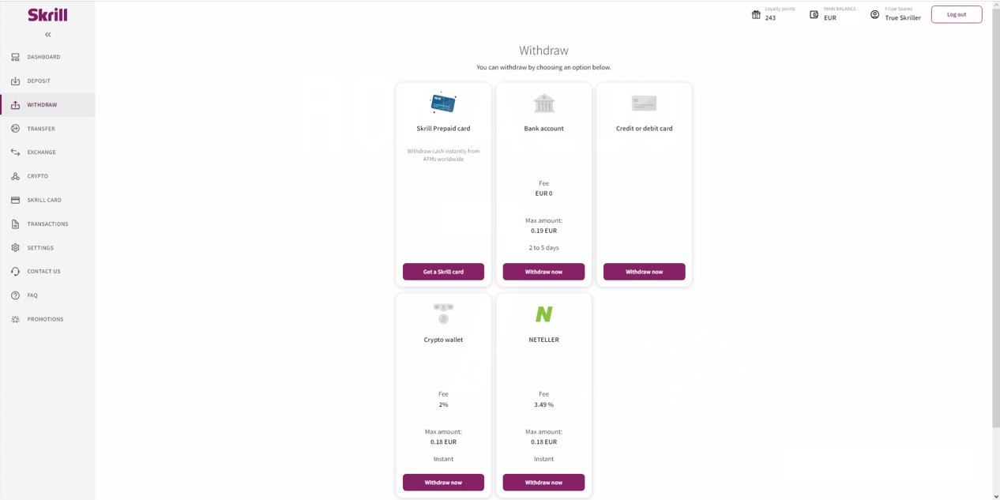 Skrill
Loyalty points
243
MAIN BALANCE
EUR
Filipe Soares
True Skriller
Log out
DASHBOARD
DEPOSIT
WITHDRAW
TRANSFER
EXCHANGE
CRYPTO
SKRILL CARD
TRANSACTIONS
SETTINGS
CONTACT US
FAQ
PROMOTIONS
Withdraw
You can withdraw by choosing an option below.
Skrill Prepaid card
Withdraw cash instantly from
ATMs worldwide
Get a Skrill card
Bank account
Fee
EUR 0
Max amount:
0.19 EUR
2 to 5 days
Withdraw now
Credit or debit card
Withdraw now
Crypto wallet
Fee
2%
Max amount:
0.18 EUR
Instant
Withdraw now
NETELLER
Fee
3.49 %
Max amount:
0.18 EUR
Instant
Withdraw now